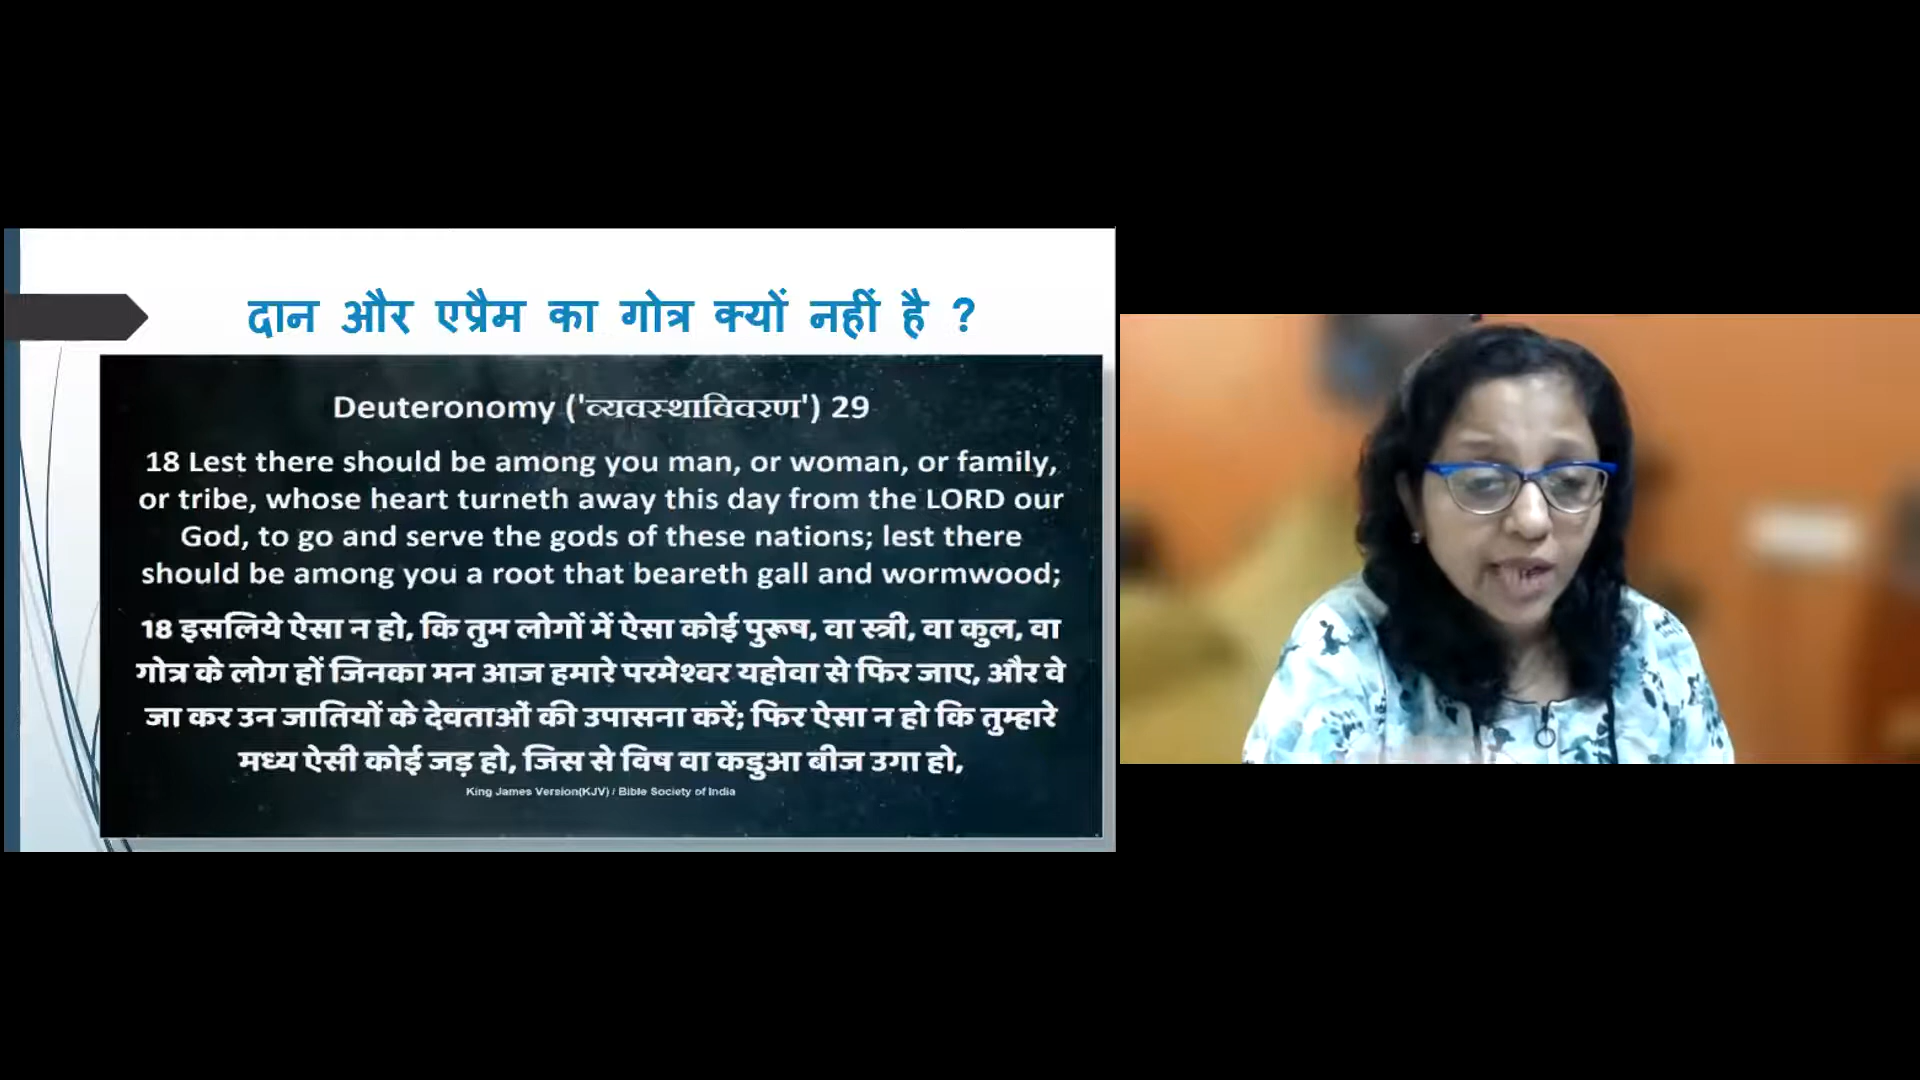 दान और एप्रैम का गोत्र क्यों नहीं है ?
Deuteronomy ('व्यवस्थाविवरण') 29
18 Lest there should be among you man, or woman, or family,
or tribe, whose heart turneth away this day from the LORD our
God, to go and serve the gods of these nations; lest there
should be among you a root that beareth gall and wormwood;
18 इसलिये ऐसा न हो, कि तुम लोगों में ऐसा कोई पुरूष, वा स्त्री, वा कुल, वा
गोत्र के लोग हों जिनका मन आज हमारे परमेश्वर यहोवा से फिर जाए, और वे
जा कर उन जातियों के देवताओं की उपासना करें; फिर ऐसा न हो कि तुम्हारे
मध्य ऐसी कोई जड़ हो, जिस से विष वा कडुआ बीज उगा हो,
King James Version(KJV) / Bible Society of India